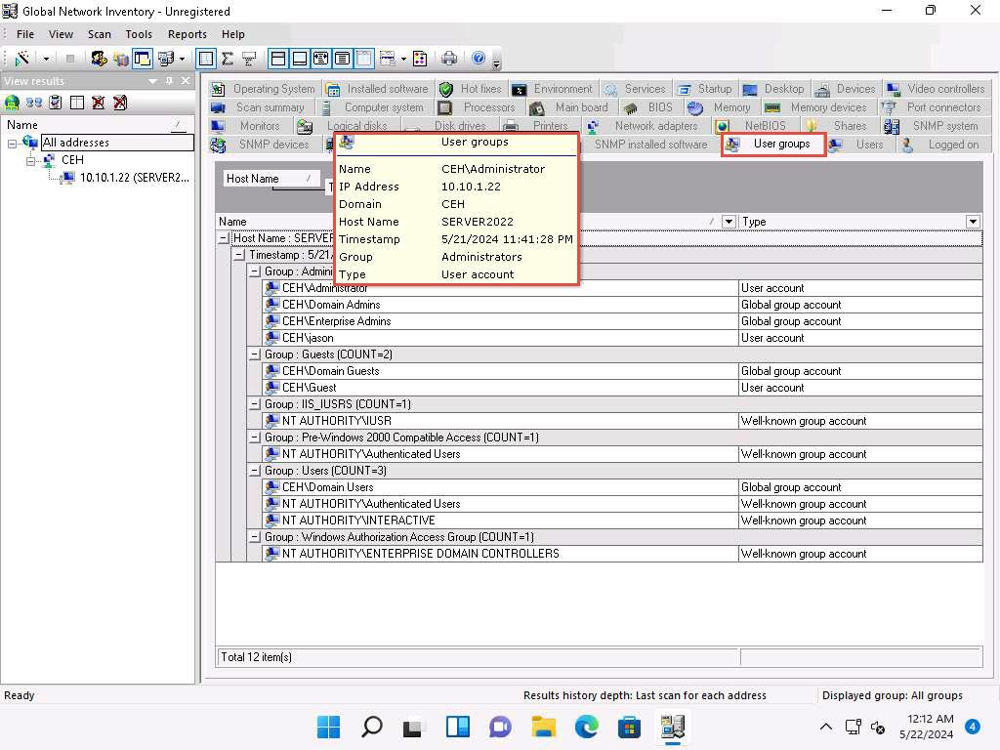 Global Network Inventory - Unregistered
File View Scan Tools Reports Help
View results
Name
All addresses
CEH
10.10.1.22 (SERVER2...
Operating System Installed software Hot fixes Environment Services Startup Desktop Devices Video controllers
Scan summary Computer system Processors Main board BIOS Memory Memory devices Port connectors
Monitors Logical disks Disk drives Printers Network adapters NetBIOS Shares SNMP system
SNMP devices SNMP installed software User groups Users Logged on
User groups
Name CEH\Administrator
IP Address 10.10.1.22
Domain CEH
Host Name SERVER2022
Timestamp 5/21/2024 11:41:28 PM
Group Administrators
Type User account
Host Name
Name Type
Host Name : SERVER
Timestamp : 5/21
Group : Admini
CEH\Administrator User account
CEH\Domain Admins Global group account
CEH\Enterprise Admins Global group account
CEH\jason User account
Group : Guests (COUNT=2)
CEH\Domain Guests Global group account
CEH\Guest User account
Group : IIS_IUSRS (COUNT=1)
NT AUTHORITY\IUSR Well-known group account
Group : Pre-Windows 2000 Compatible Access (COUNT=1)
NT AUTHORITY\Authenticated Users Well-known group account
Group : Users (COUNT=3)
CEH\Domain Users Global group account
NT AUTHORITY\Authenticated Users Well-known group account
NT AUTHORITY\INTERACTIVE Well-known group account
Group : Windows Authorization Access Group (COUNT=1)
NT AUTHORITY\ENTERPRISE DOMAIN CONTROLLERS Well-known group account
Total 12 item(s)
Ready Results history depth: Last scan for each address Displayed group: All groups
12:12 AM
5/22/2024
4